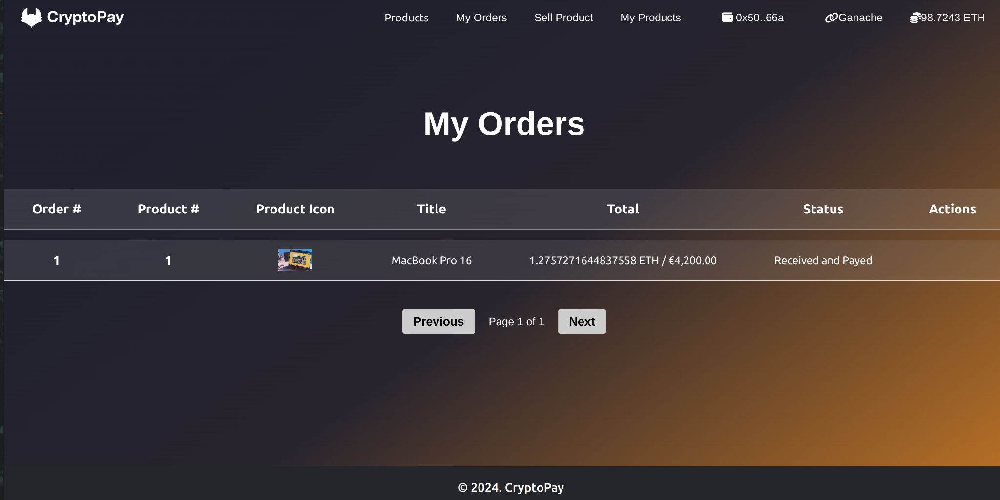 CryptoPay Products My Orders Sell Product My Products 0x50..66a Ganache 98.7243 ETH
My Orders
Order # Product # Product Icon Title Total Status Actions
1 1 MacBook Pro 16 1.2757271644837558 ETH / €4,200.00 Received and Payed
Previous Page 1 of 1 Next
© 2024. CryptoPay